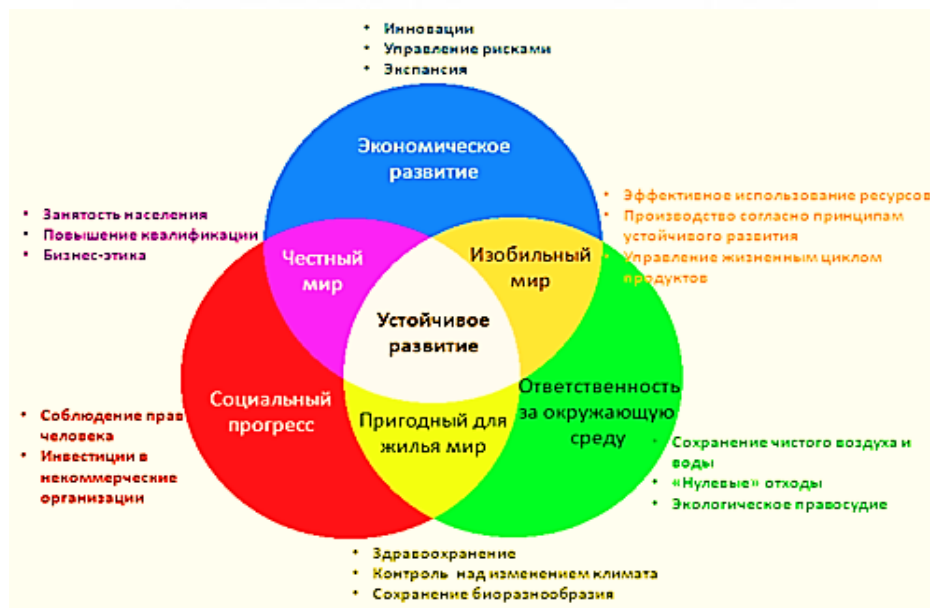 • Инновации
• Управление рисками
• Экспансия
Экономическое
развитие
• Занятость населения
• Повышение квалификации
• Бизнес-этика
• Эффективное использование ресурсов
• Производство согласно принципам
устойчивого развития
• Управление жизненным циклом
продуктов
Честный
мир
Изобильный
мир
Устойчивое
развитие
Социальный
прогресс
Пригодный для
жилья мир
Ответственность
за окружающую
среду
• Соблюдение прав
человека
• Инвестиции в
некоммерческие
организации
• Сохранение чистого воздуха и
воды
• «Нулевые» отходы
• Экологическое правосудие
• Здравоохранение
• Контроль над изменением климата
• Сохранение биоразнообразия